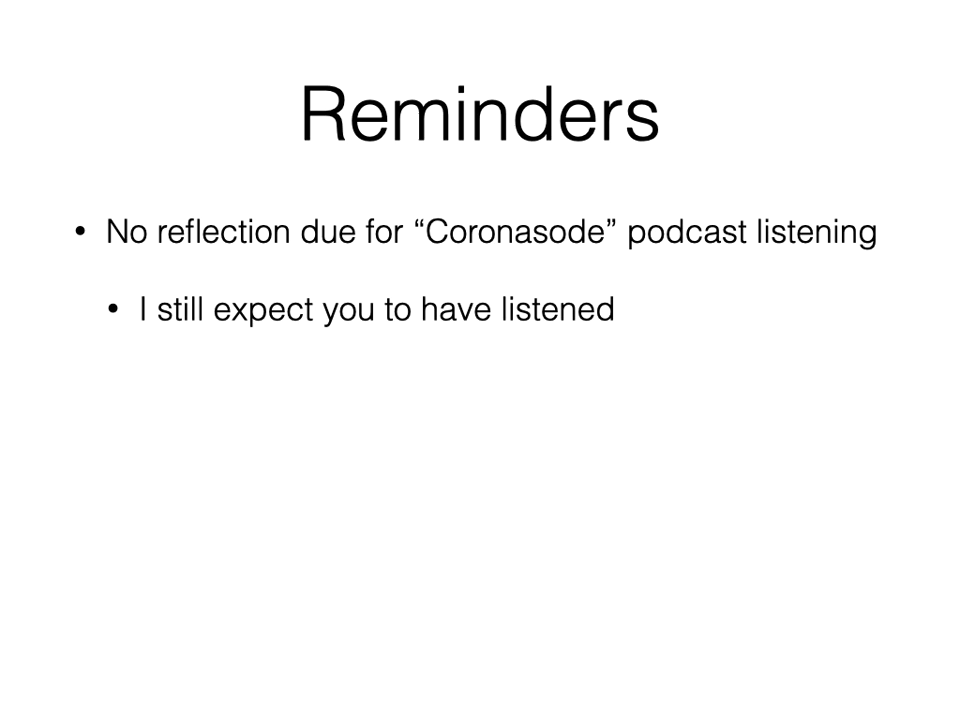 Reminders
• No reflection due for “Coronasode” podcast listening
• I still expect you to have listened